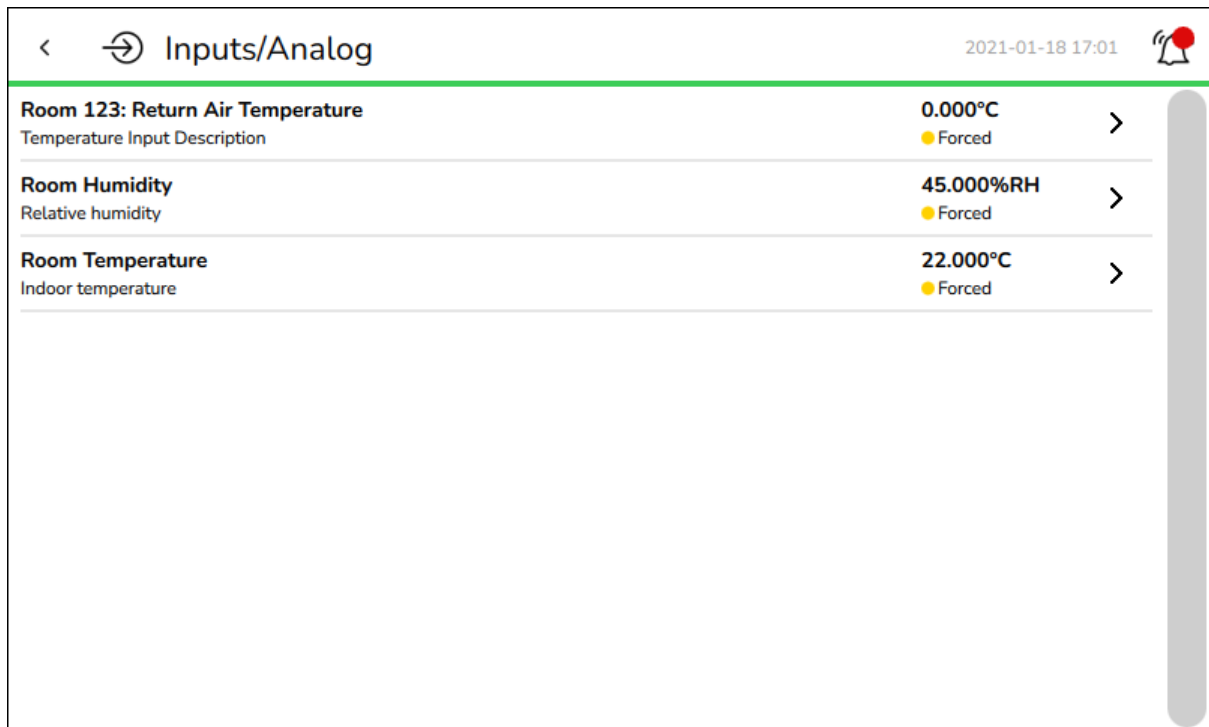 Inputs/Analog
2021-01-18 17:01
Room 123: Return Air Temperature
0.000°C
Temperature Input Description
Forced
Room Humidity
45.000%RH
Relative humidity
Forced
Room Temperature
22.000°C
Indoor temperature
Forced